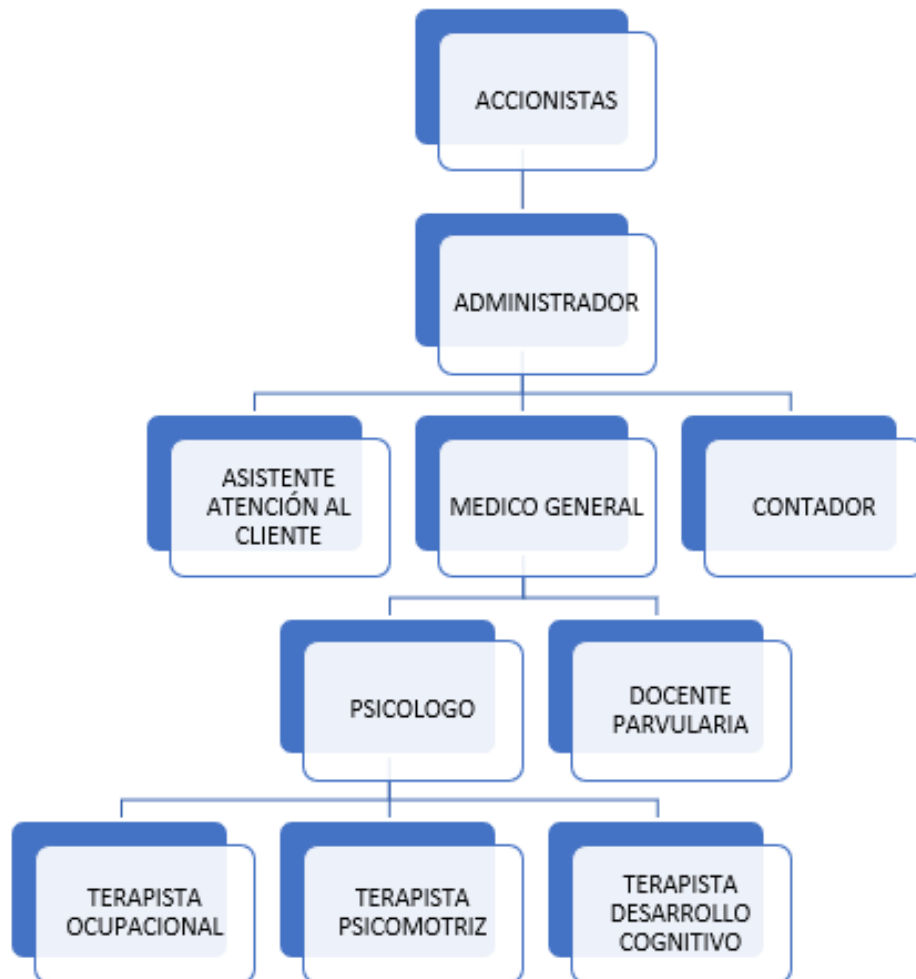 ACCIONISTAS
ADMINISTRADOR
ASISTENTE
ATENCIÓN AL
CLIENTE
MEDICO GENERAL
CONTADOR
PSICOLOGO
DOCENTE
PARVULARIA
TERAPISTA
OCUPACIONAL
TERAPISTA
PSICOMOTRIZ
TERAPISTA
DESARROLLO
COGNITIVO